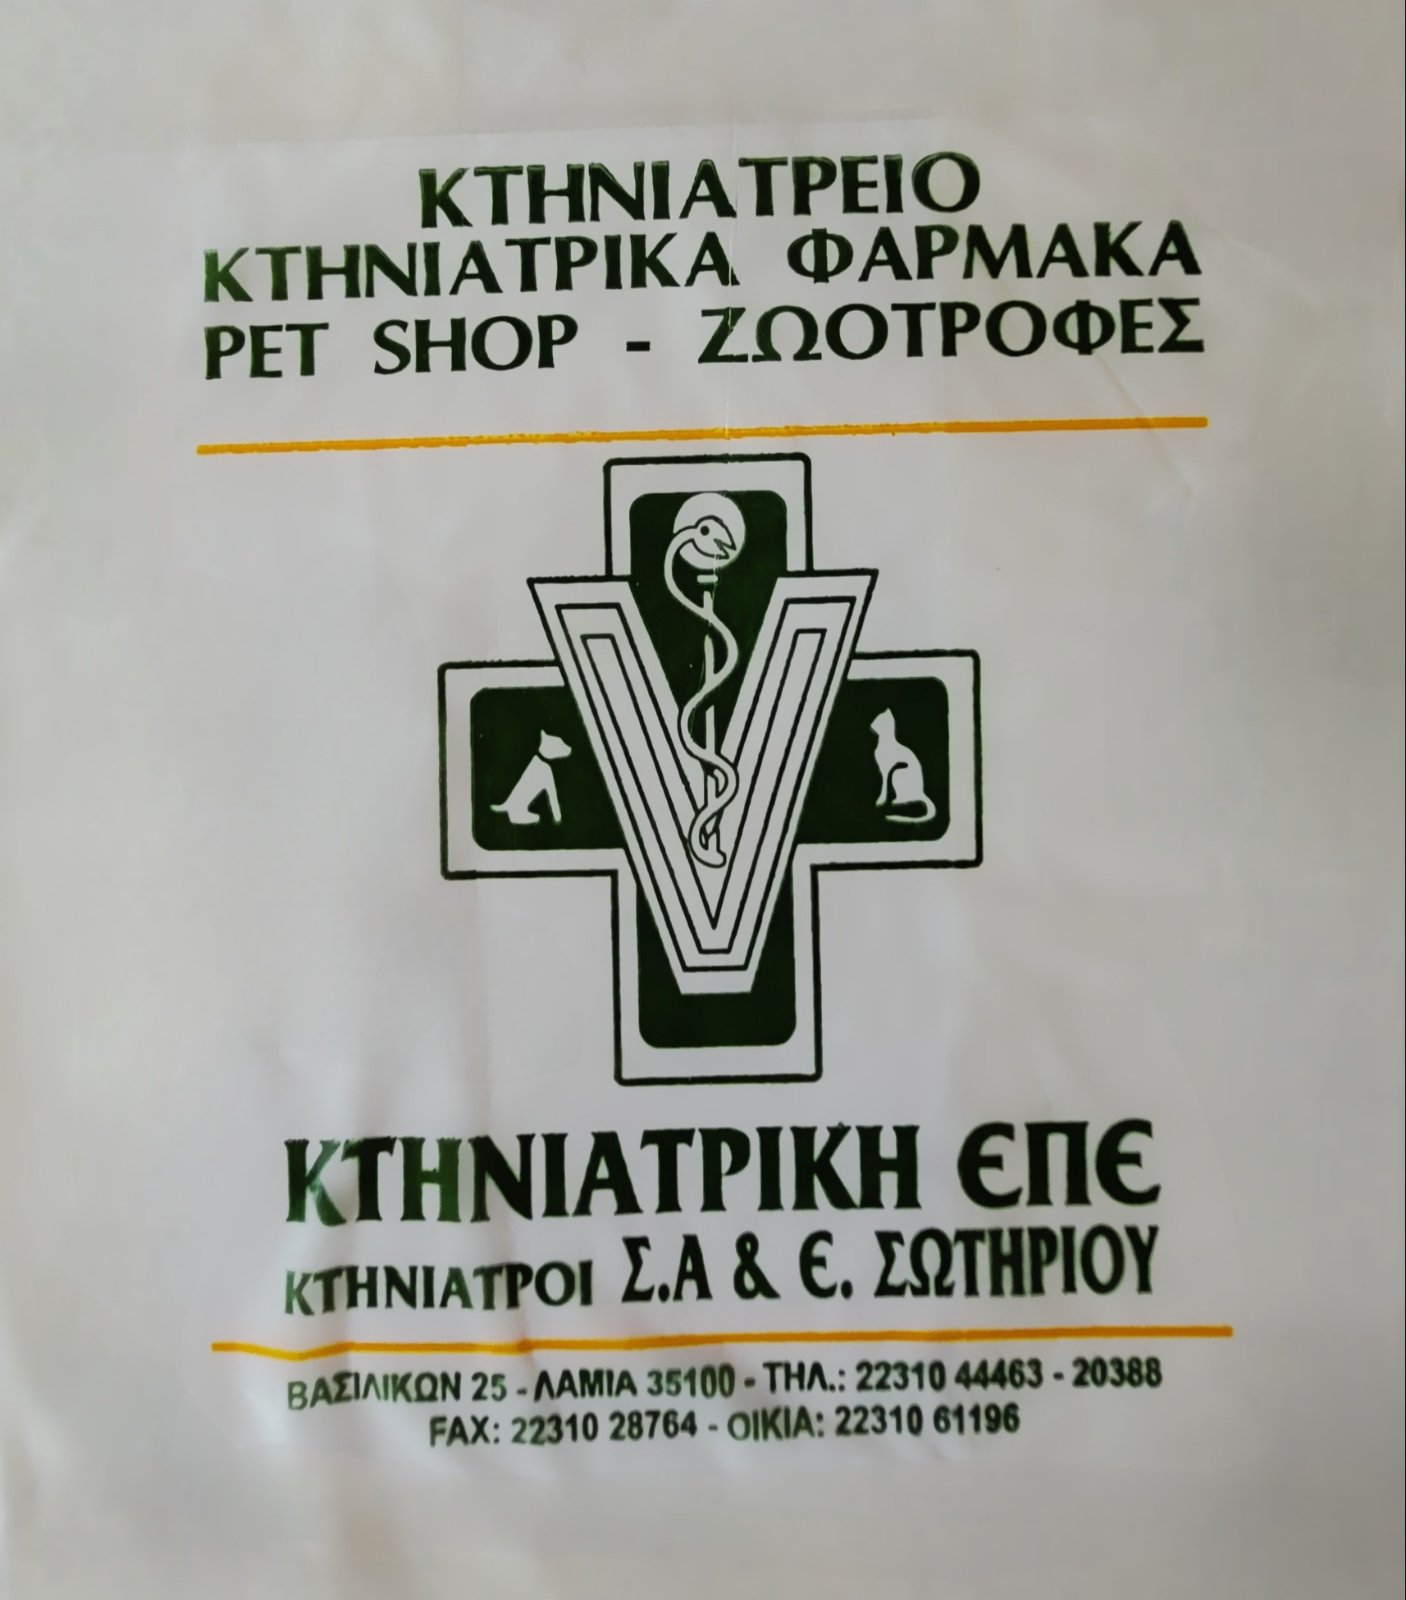 ΚΤΗΝΙΑΤΡΕΙΟ
ΚΤΗΝΙΑΤΡΙΚΑ ΦΑΡΜΑΚΑ
PET SHOP - ΖΩΟΤΡΟΦΕΣ
V
ΚΤΗΝΙΑΤΡΙΚΗ ΕΠΕ
ΚΤΗΝΙΑΤΡΟΙ Σ.Α & Ε. ΣΩΤΗΡΙΟΥ
ΒΑΣΙΛΙΚΩΝ 25 - ΛΑΜΙΑ 35100 - ΤΗΛ.: 22310 44463 - 20388
FAX: 22310 28764 - ΟΙΚΙΑ: 22310 61196